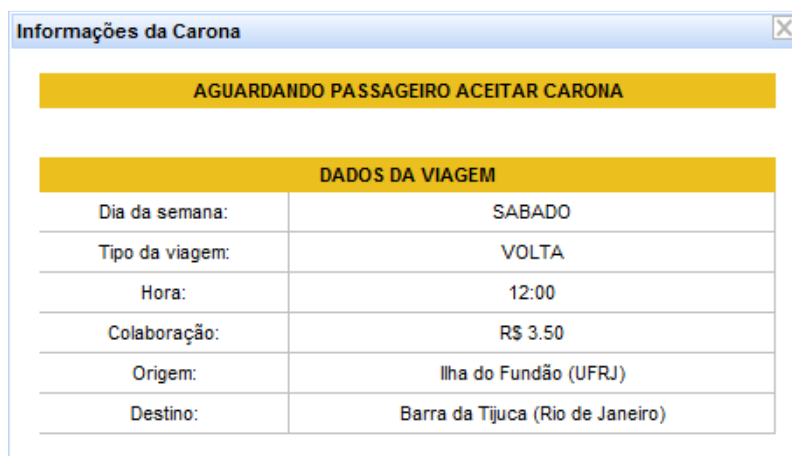 Informações da Carona
AGUARDANDO PASSAGEIRO ACEITAR CARONA
DADOS DA VIAGEM
Dia da semana: SABADO
Tipo da viagem: VOLTA
Hora: 12:00
Colaboração: R$ 3.50
Origem: Ilha do Fundão (UFRJ)
Destino: Barra da Tijuca (Rio de Janeiro)